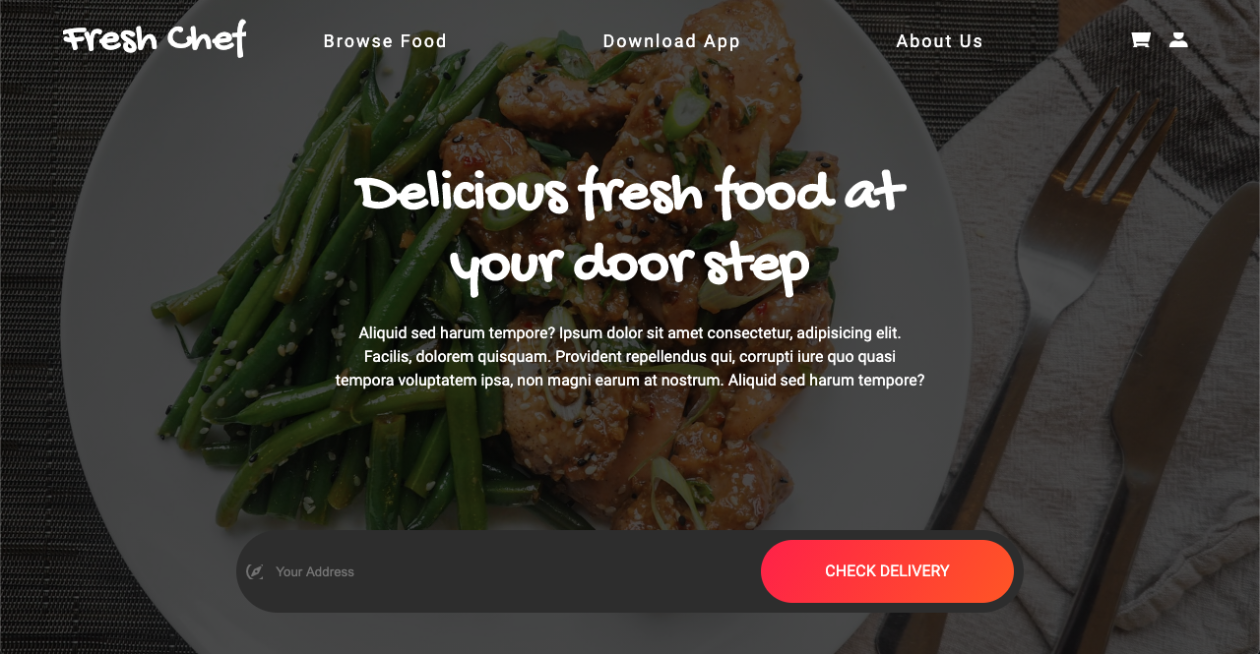 Fresh Chef
Browse Food
Download App
About Us
Delicious fresh food at
your door step
Aliquid sed harum tempore? Ipsum dolor sit amet consectetur, adipisicing elit.
Facilis, dolorem quisquam. Provident repellendus qui, corrupti iure quo quasi
tempora voluptatem ipsa, non magni earum at nostrum. Aliquid sed harum tempore?
Your Address
CHECK DELIVERY